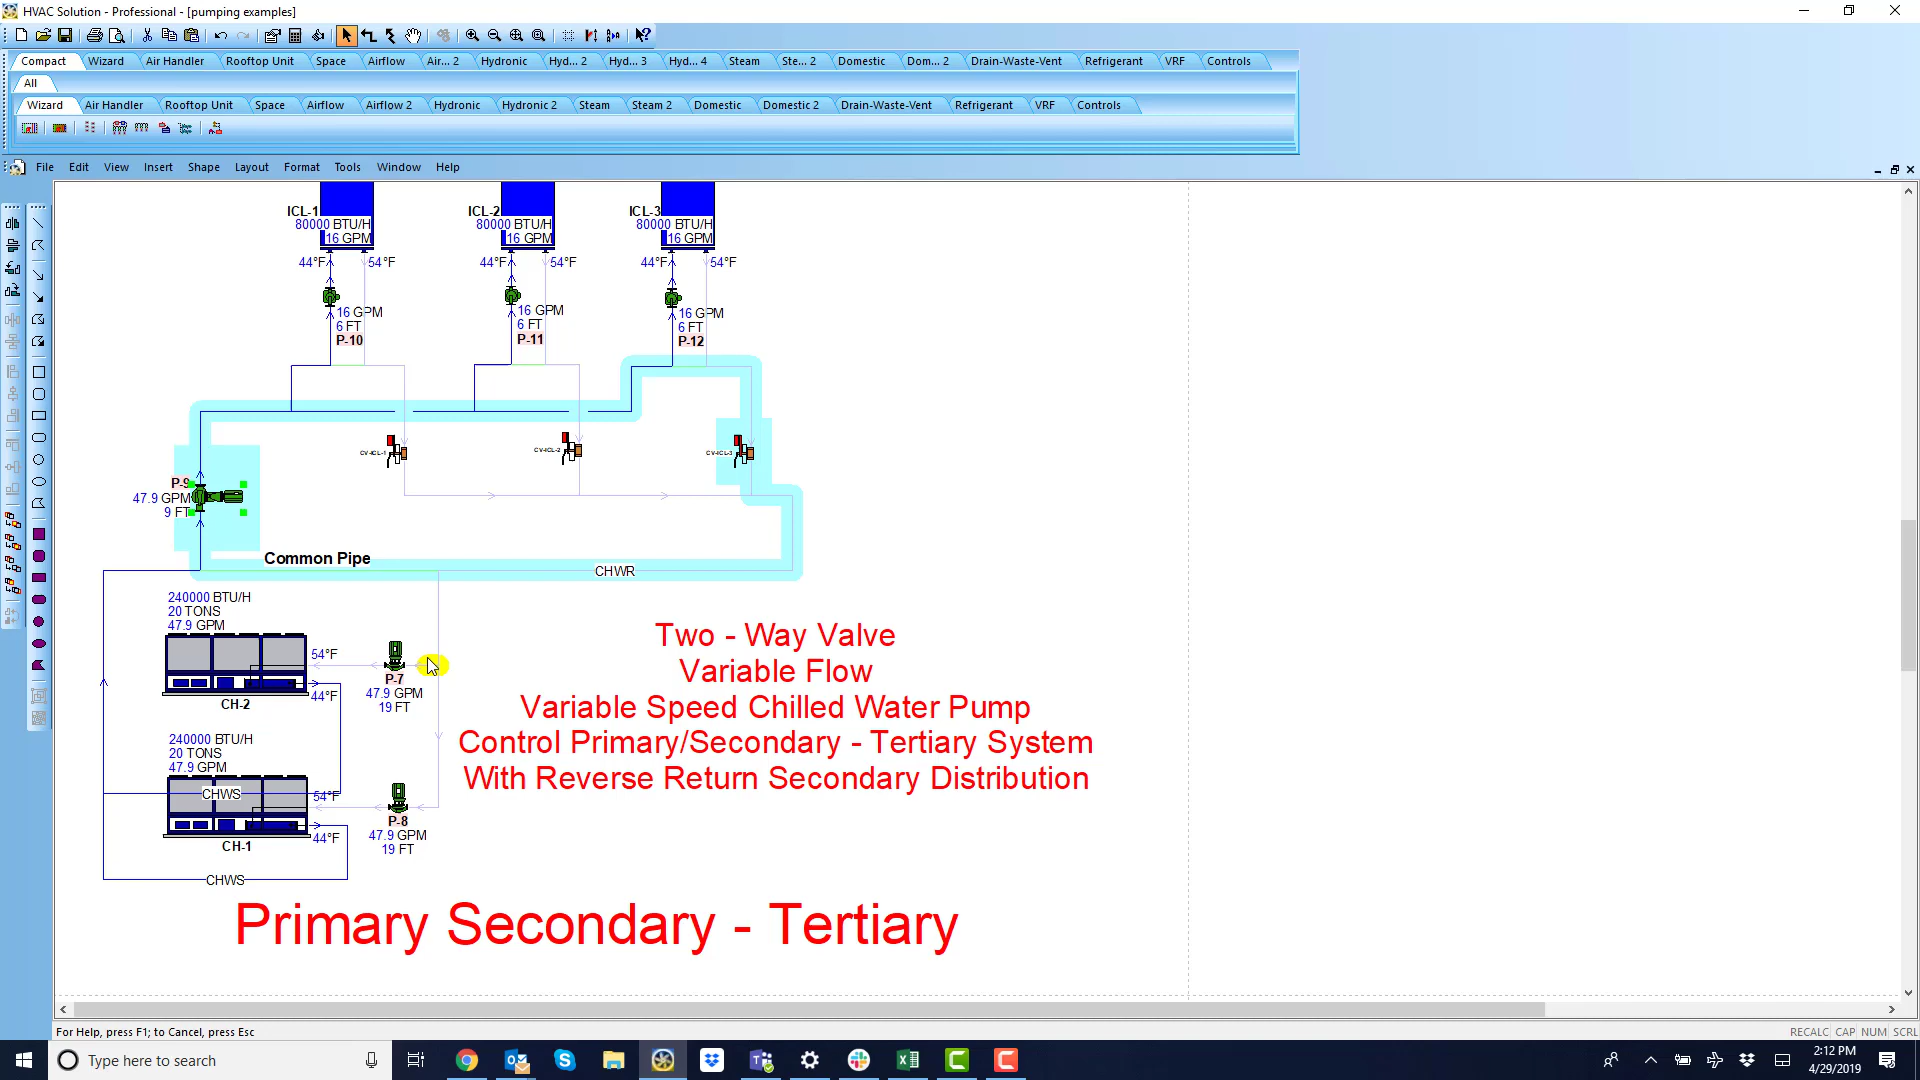 HVAC Solution - Professional - [pumping examples]
Compact Wizard Air Handler Rooftop Unit Space Airflow Air... 2 Hydronic Hyd... 2 Hyd... 3 Hyd... 4 Steam Ste... 2 Domestic Dom... 2 Drain-Waste-Vent Refrigerant VRF Controls
All
Wizard Air Handler Rooftop Unit Space Airflow Airflow 2 Hydronic Hydronic 2 Steam Steam 2 Domestic Domestic 2 Drain-Waste-Vent Refrigerant VRF Controls
File Edit View Insert Shape Layout Format Tools Window Help
ICL-1 ICL-2 ICL-3
80000 BTU/H 80000 BTU/H 80000 BTU/H
16 GPM 16 GPM 16 GPM
44°F 54°F 44°F 54°F 44°F 54°F
16 GPM 16 GPM 16 GPM
6 FT 6 FT 6 FT
P-10 P-11 P-12
CV-ICL-1 CV-ICL-2 CV-ICL-3
P-9
47.9 GPM
9 FT
Common Pipe
CHWR
240000 BTU/H
20 TONS
47.9 GPM
54°F
44°F
CH-2
P-7
47.9 GPM
19 FT
Two - Way Valve
Variable Flow
Variable Speed Chilled Water Pump
Control Primary/Secondary - Tertiary System
With Reverse Return Secondary Distribution
240000 BTU/H
20 TONS
47.9 GPM
CHWS
54°F
44°F
CH-1
P-8
47.9 GPM
19 FT
CHWS
Primary Secondary - Tertiary
For Help, press F1; to Cancel, press Esc
RECALC CAP NUM SCRL
Type here to search
2:12 PM
4/29/2019